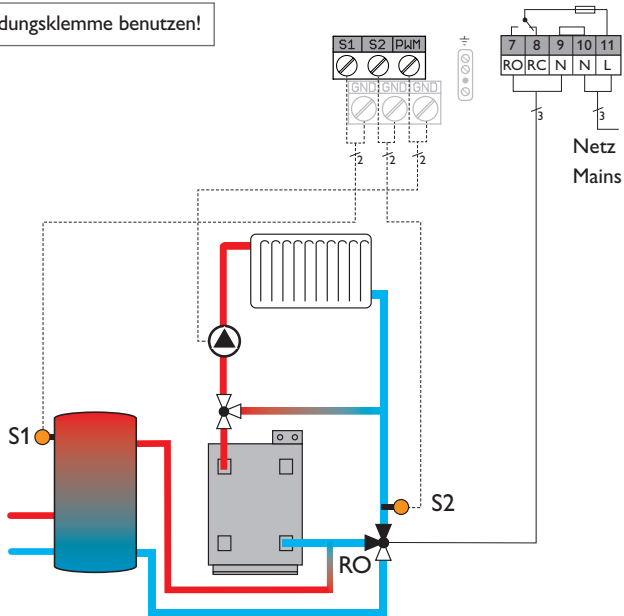 dungsklemme benutzen!
S1 S2 PWM
GND GND GND
7 8 9 10 11
RO RC N N L
2 2 2
3 3
Netz
Mains
S1
S2
RO